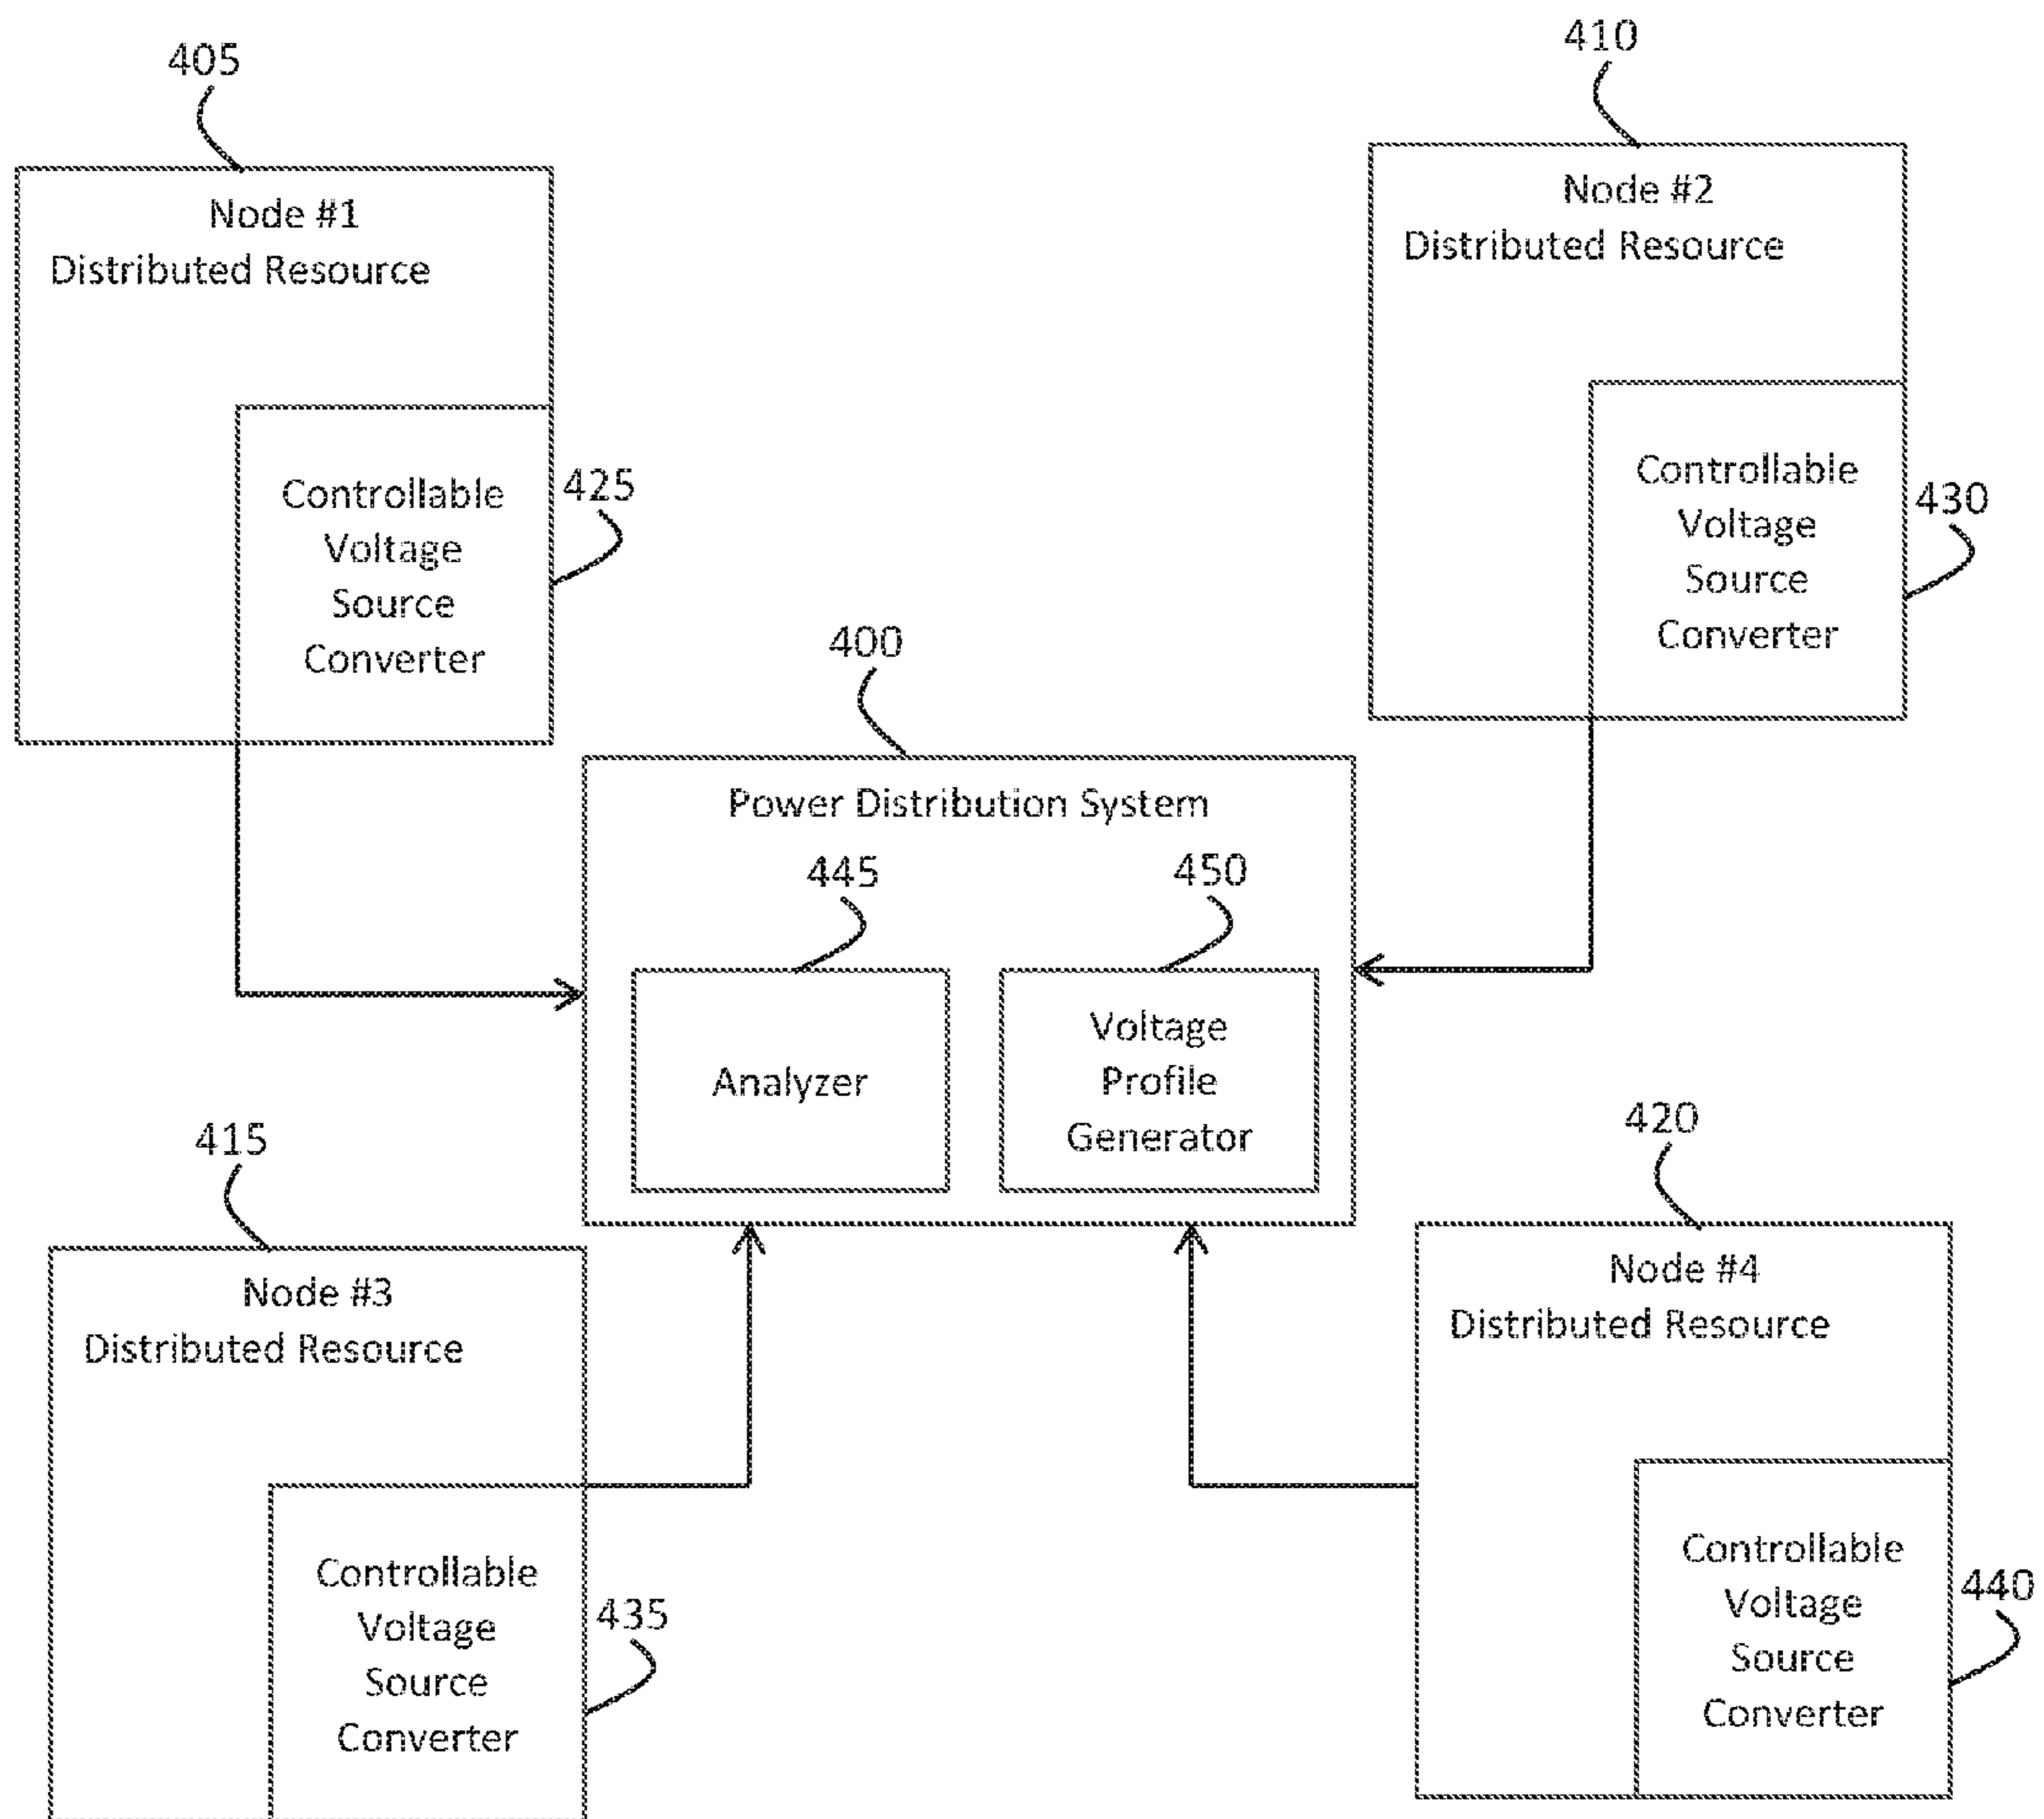 405
Node #1
Distributed Resource
Controllable
Voltage
Source
Converter
425
410
Node #2
Distributed Resource
Controllable
Voltage
Source
Converter
430
400
Power Distribution System
445
Analyzer
450
Voltage
Profile
Generator
415
Node #3
Distributed Resource
Controllable
Voltage
Source
Converter
435
420
Node #4
Distributed Resource
Controllable
Voltage
Source
Converter
440